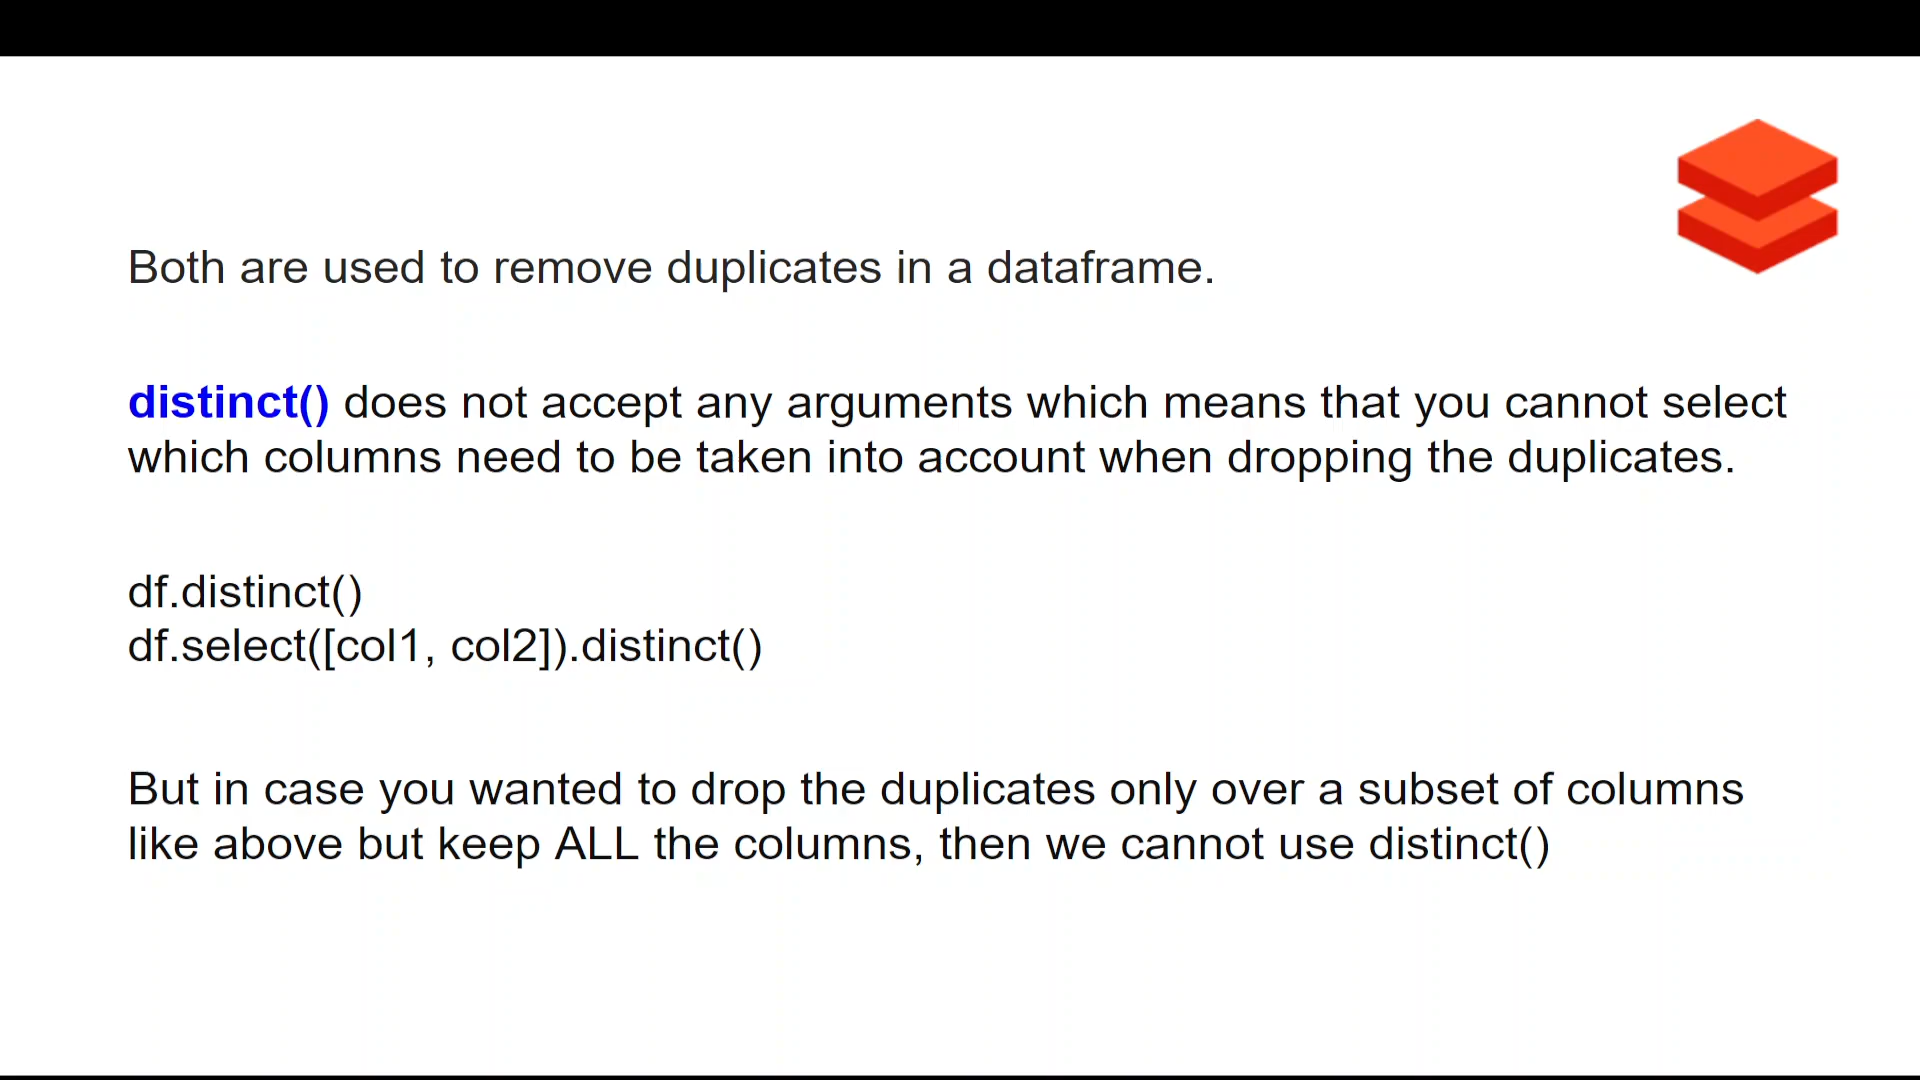 Both are used to remove duplicates in a dataframe.
distinct() does not accept any arguments which means that you cannot select
which columns need to be taken into account when dropping the duplicates.
df.distinct()
df.select([col1, col2]).distinct()
But in case you wanted to drop the duplicates only over a subset of columns
like above but keep ALL the columns, then we cannot use distinct()